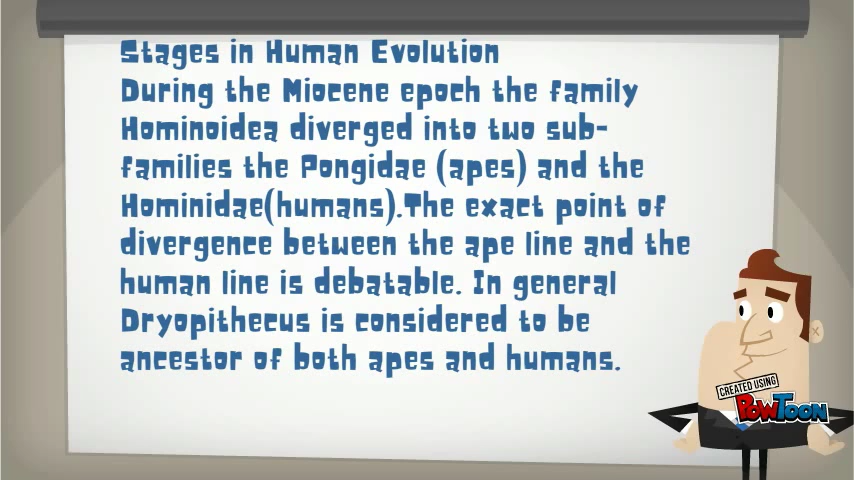 Stages in Human Evolution
During the Miocene epoch the family
Hominoidea diverged into two sub-
families the Pongidae (apes) and the
Hominidae(humans).The exact point of
divergence between the ape line and the
human line is debatable. In general
Dryopithecus is considered to be
ancestor of both apes and humans.
CREATED USING
POWTOON